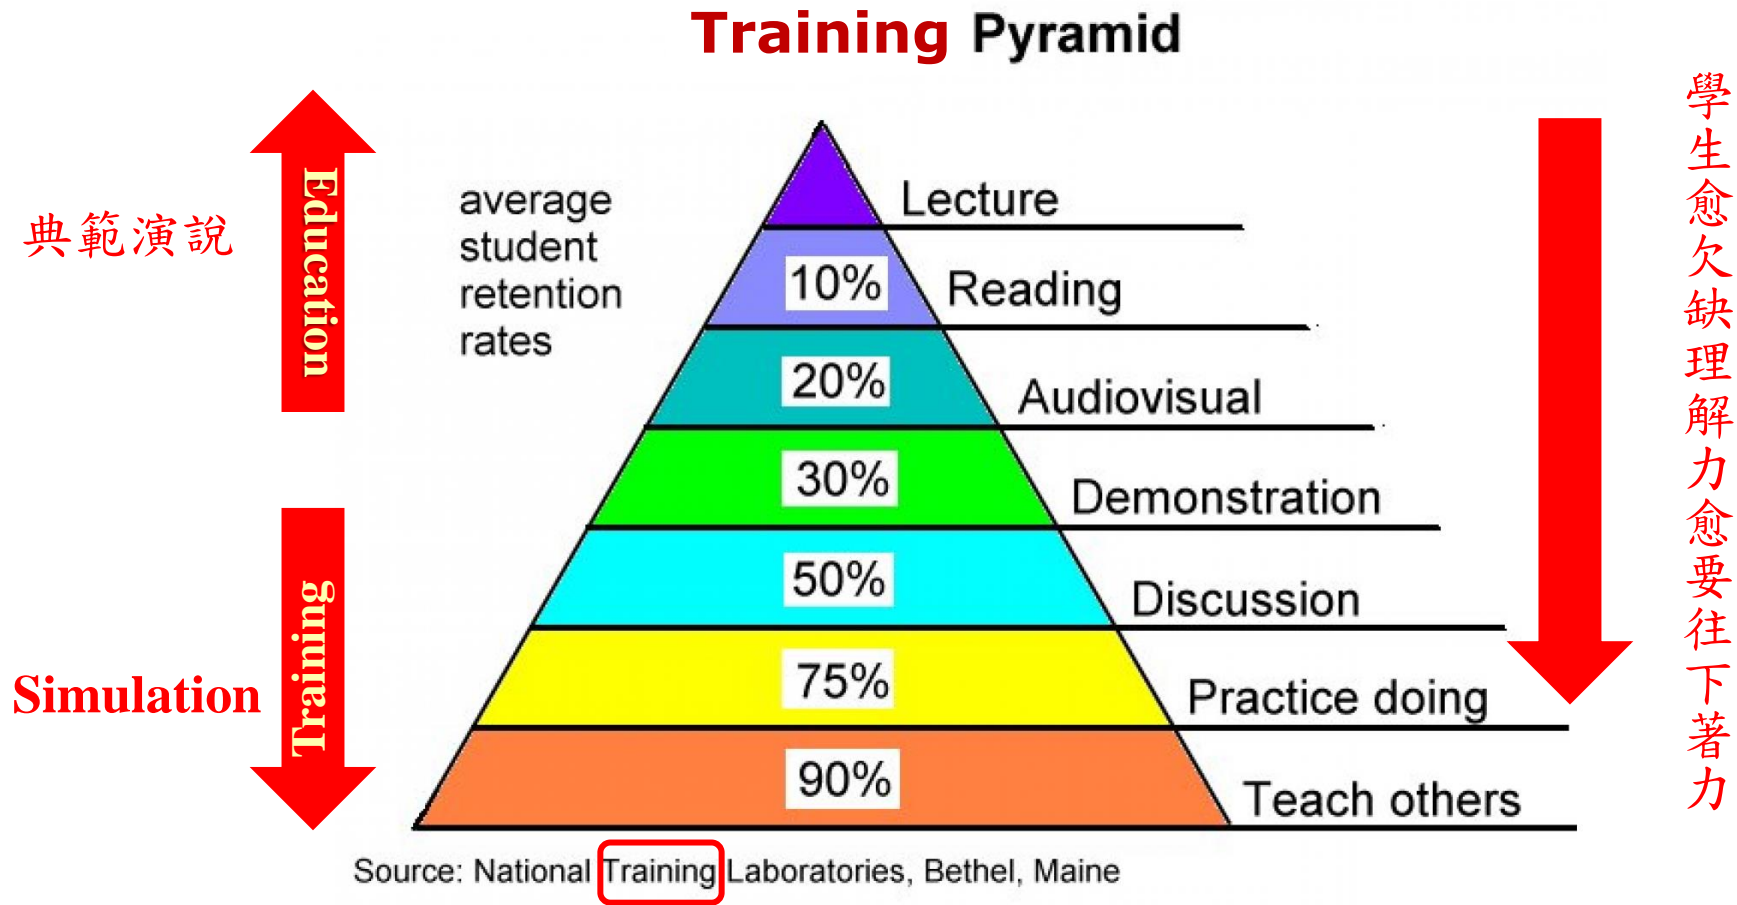 Training Pyramid
Education
典範演說
average
student
retention
rates
Lecture
10% Reading
20% Audiovisual
30% Demonstration
50% Discussion
75% Practice doing
90% Teach others
Training
Simulation
學生愈欠缺理解力愈要往下著力
Source: National Training Laboratories, Bethel, Maine